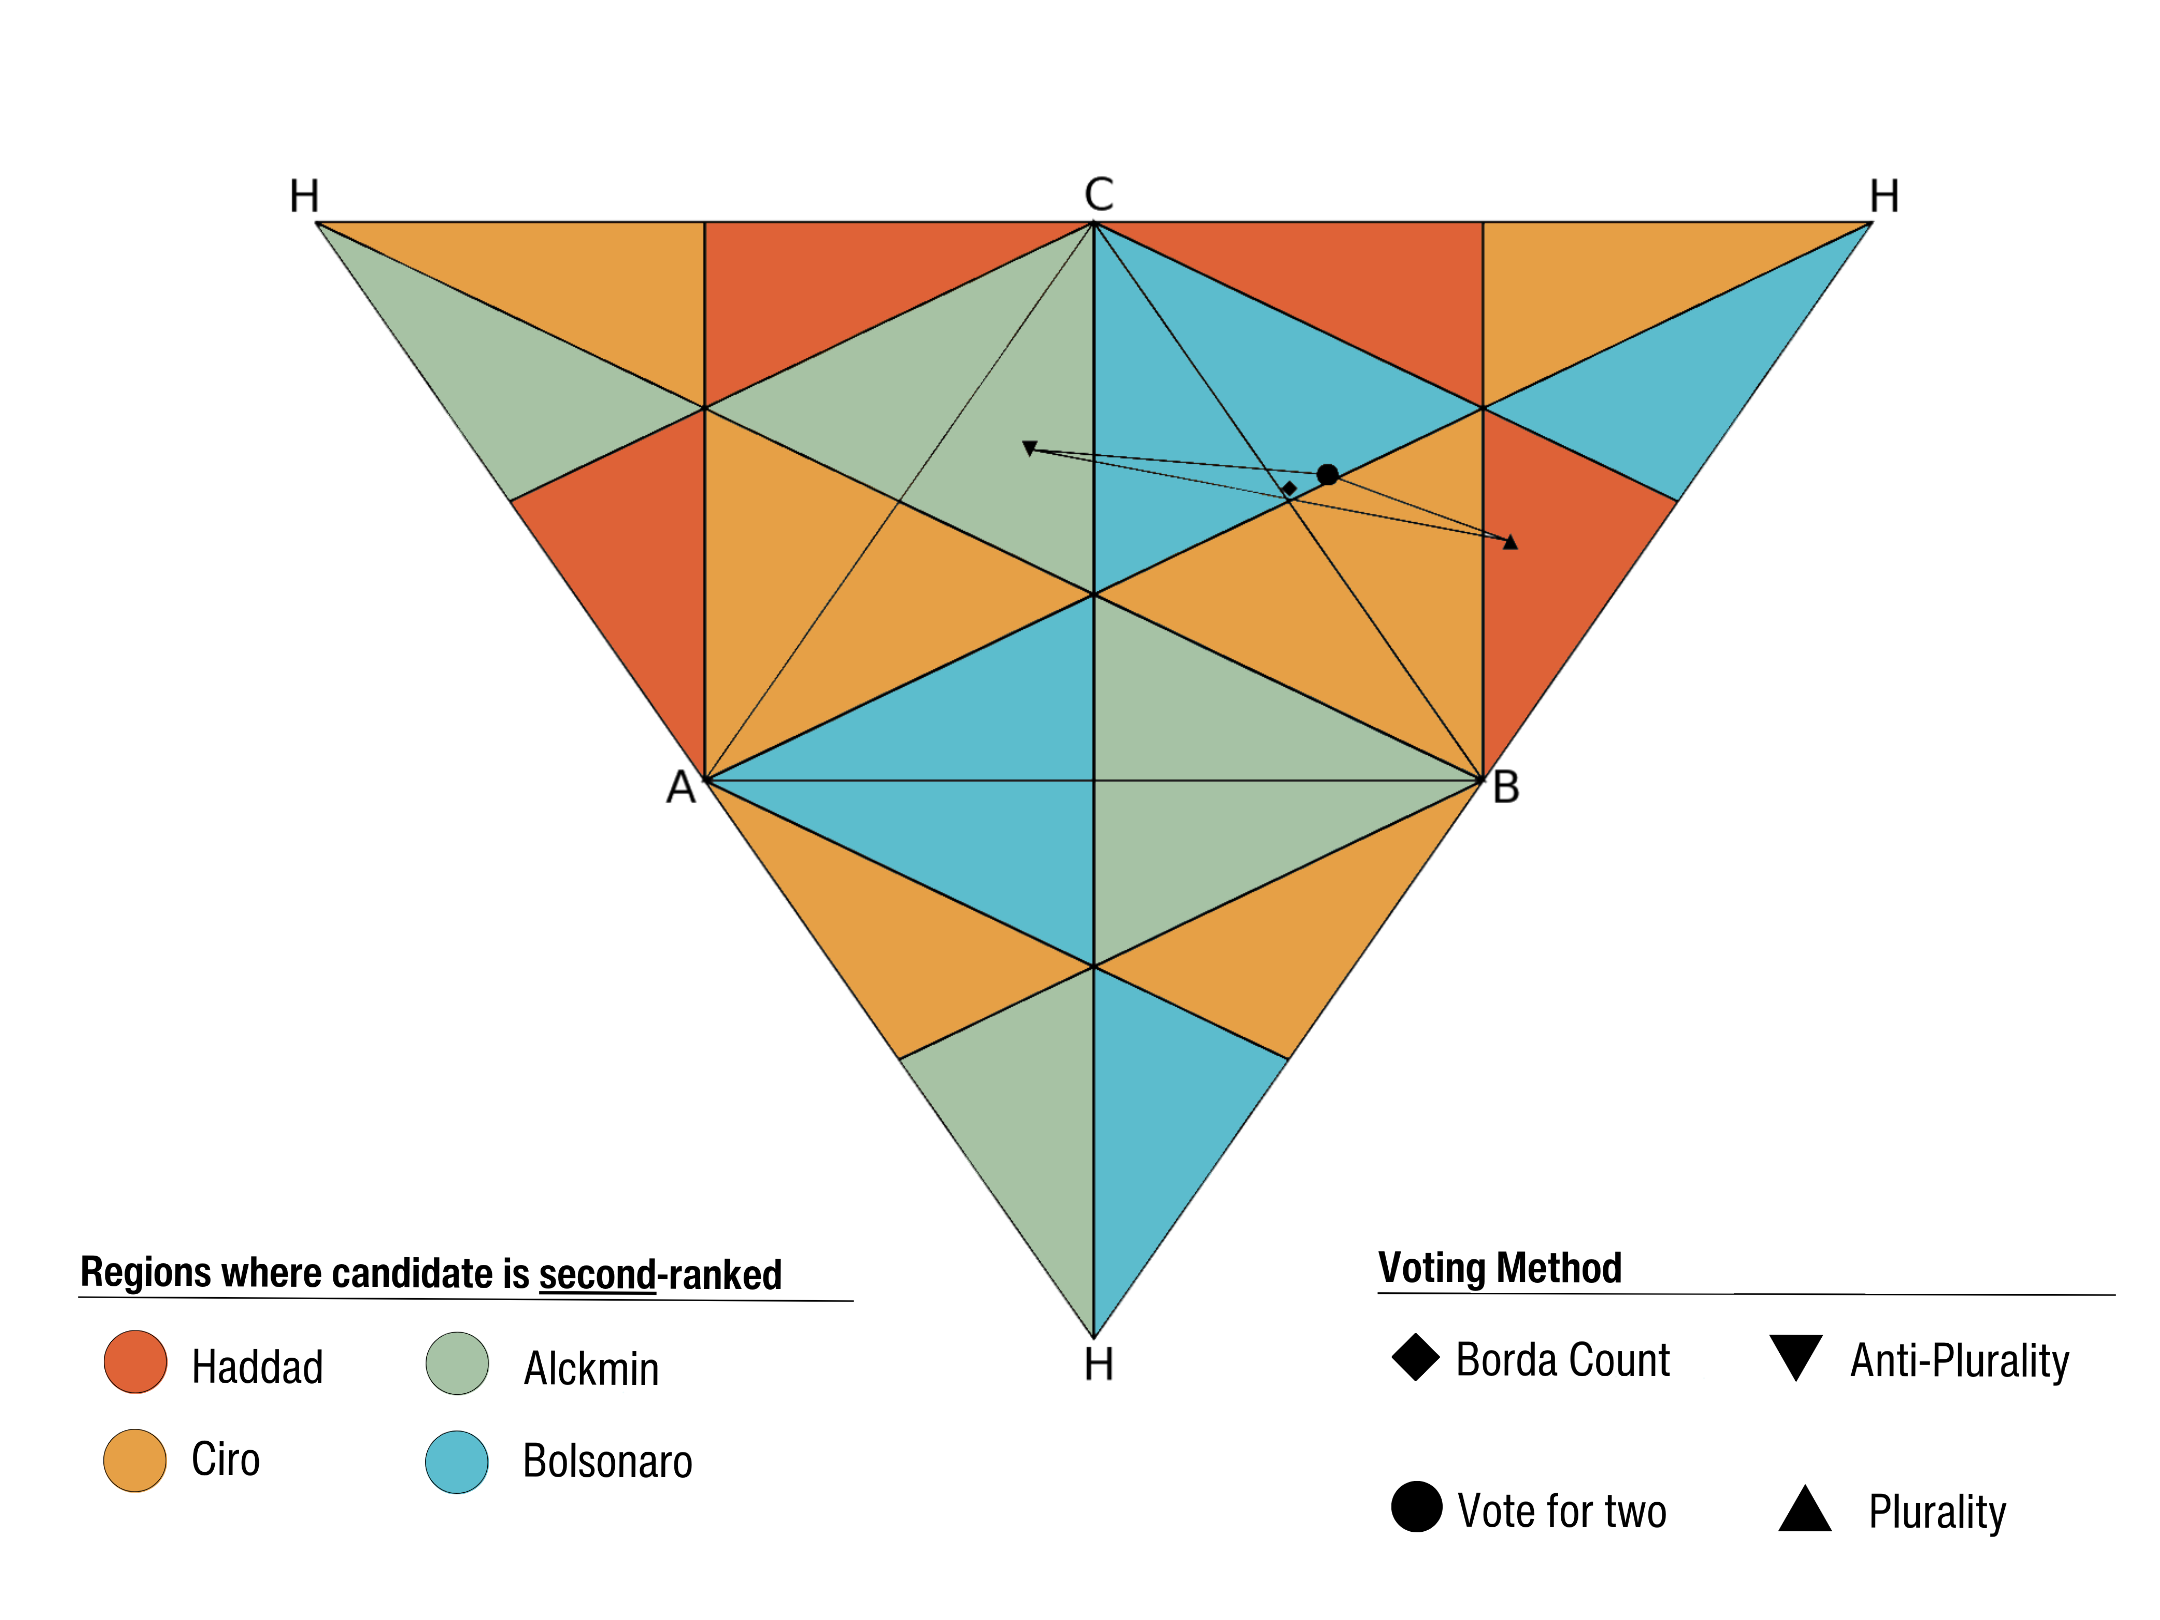 H
C
H
A
B
H
Regions where candidate is second-ranked
Haddad
Alckmin
Ciro
Bolsonaro
Voting Method
Borda Count
Anti-Plurality
Vote for two
Plurality